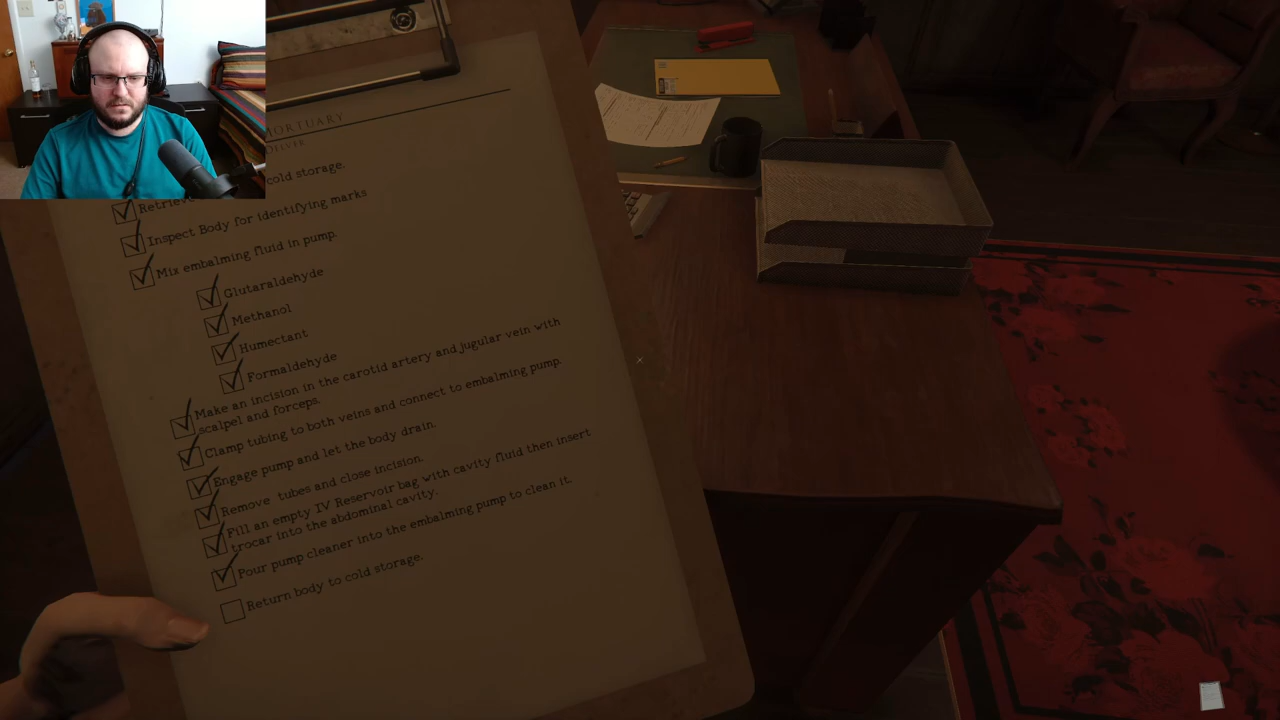 MORTUARY
cold storage.
Retrieve
Inspect Body for identifying marks
Mix embalming fluid in pump.
Glutaraldehyde
Methanol
Humectant
Formaldehyde
Make an incision in the carotid artery and jugular vein with
scalpel and forceps.
Clamp tubing to both veins and connect to embalming pump.
Engage pump and let the body drain.
Remove tubes and close incision.
Fill an empty IV Reservoir bag with cavity fluid then insert
trocar into the abdominal cavity.
Pour pump cleaner into the embalming pump to clean it.
Return body to cold storage.